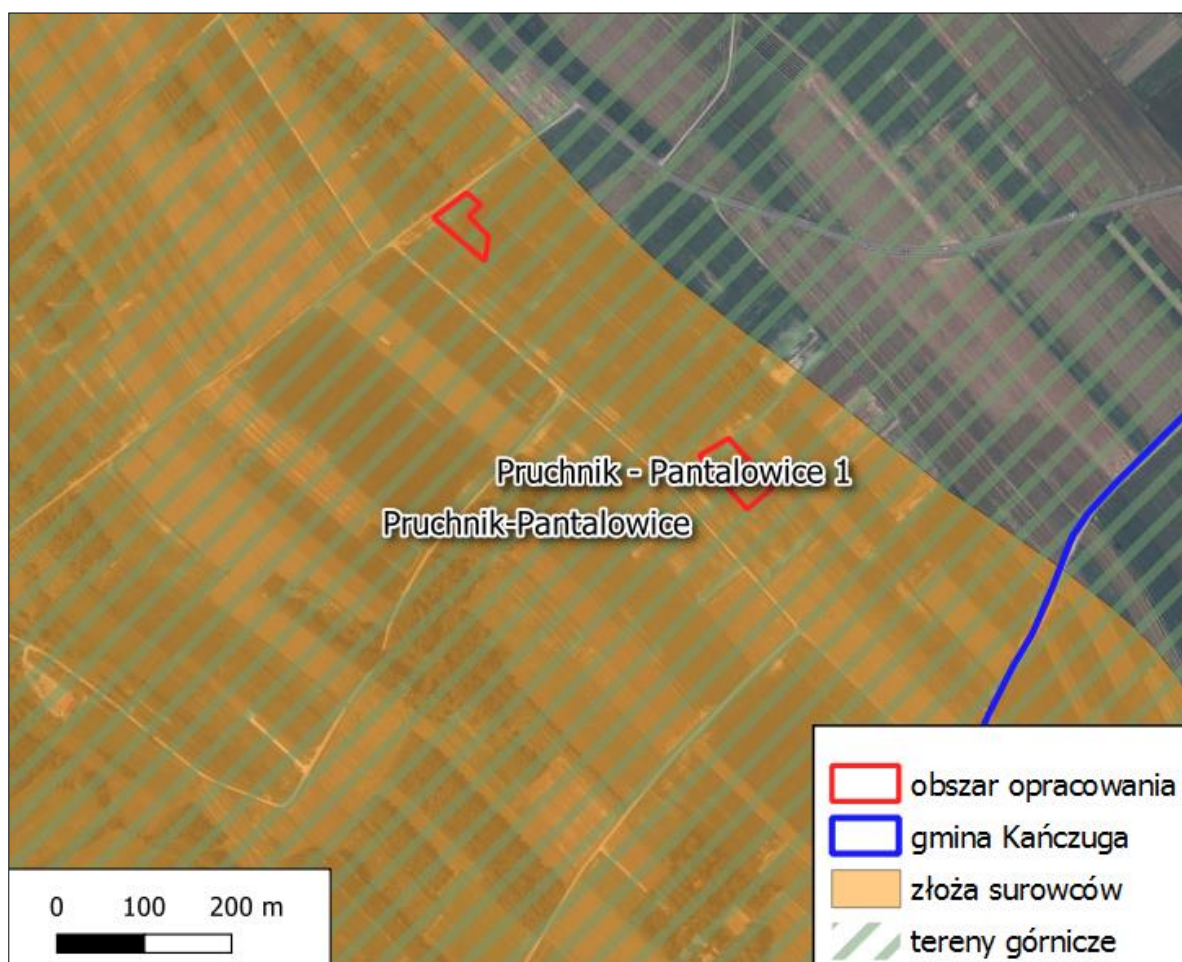 Pruchnik - Pantalowice 1
Pruchnik-Pantalowice
obszar opracowania
gmina Kańczuga
złoża surowców
tereny górnicze
0 100 200 m